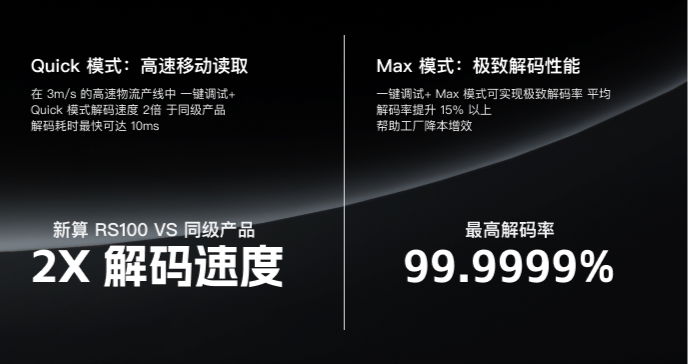 Quick 模式：高速移动读取
在 3m/s 的高速物流产线中 一键调试+
Quick 模式解码速度 2倍 于同级产品
解码耗时最快可达 10ms
新算 RS100 VS 同级产品
2X 解码速度
Max 模式：极致解码性能
一键调试+ Max 模式可实现极致解码率 平均
解码率提升 15% 以上
帮助工厂降本增效
最高解码率
99.9999%